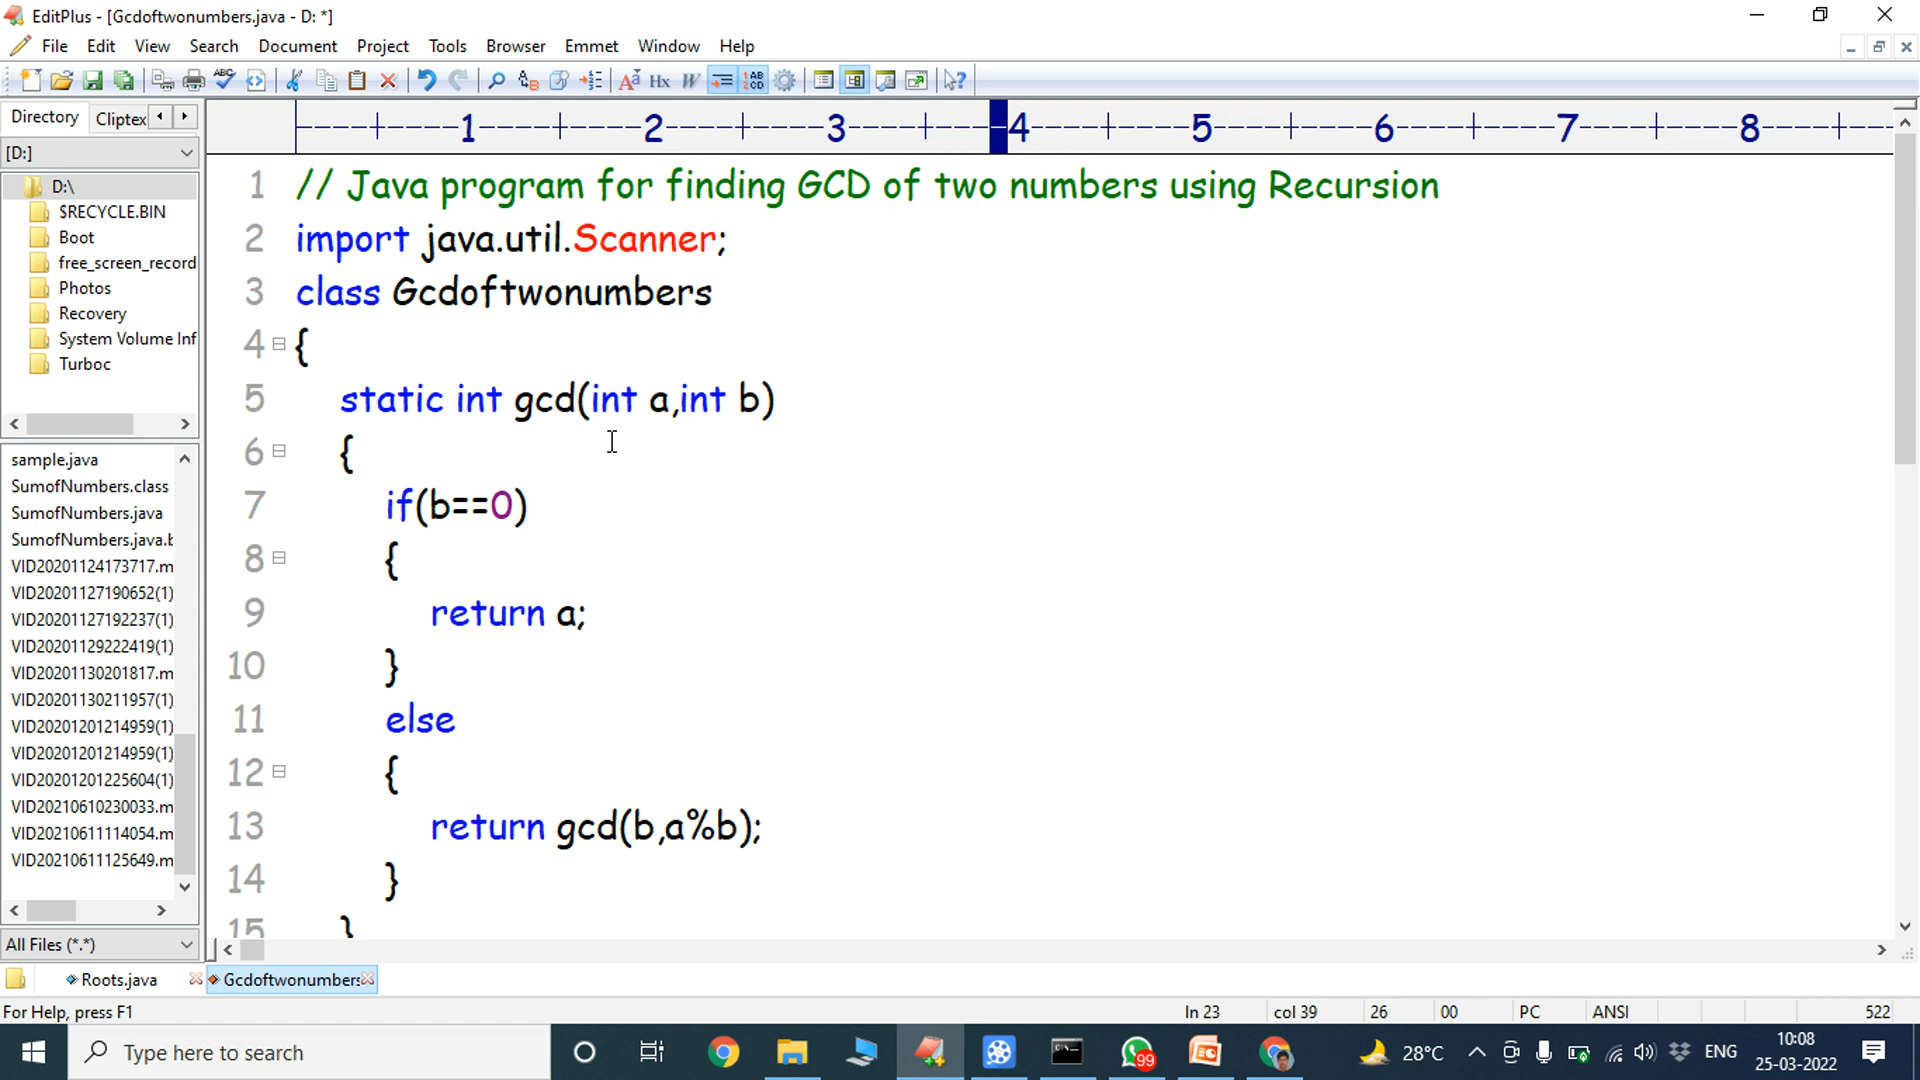 EditPlus - [Gcdoftwonumbers.java - D: *]
File Edit View Search Document Project Tools Browser Emmet Window Help
Directory Cliptex
[D:]
D:\
$RECYCLE.BIN
Boot
free_screen_record
Photos
Recovery
System Volume Inf
Turboc
sample.java
SumofNumbers.class
SumofNumbers.java
SumofNumbers.java.b
VID20201124173717.m
VID20201127190652(1)
VID20201127192237(1)
VID20201129222419(1)
VID20201130201817.m
VID20201130211957(1)
VID20201201214959(1)
VID20201201214959(1)
VID20201201225604(1)
VID20210610230033.m
VID20210611114054.m
VID20210611125649.m
All Files (*.*)
1 2 3 4 5 6 7 8
1 // Java program for finding GCD of two numbers using Recursion
2 import java.util.Scanner;
3 class Gcdoftwonumbers
4 {
5 static int gcd(int a,int b)
6 {
7 if(b==0)
8 {
9 return a;
10 }
11 else
12 {
13 return gcd(b,a%b);
14 }
15 }
Roots.java Gcdoftwonumbers
For Help, press F1 ln 23 col 39 26 00 PC ANSI 522
Type here to search
99
28°C ENG
10:08
25-03-2022